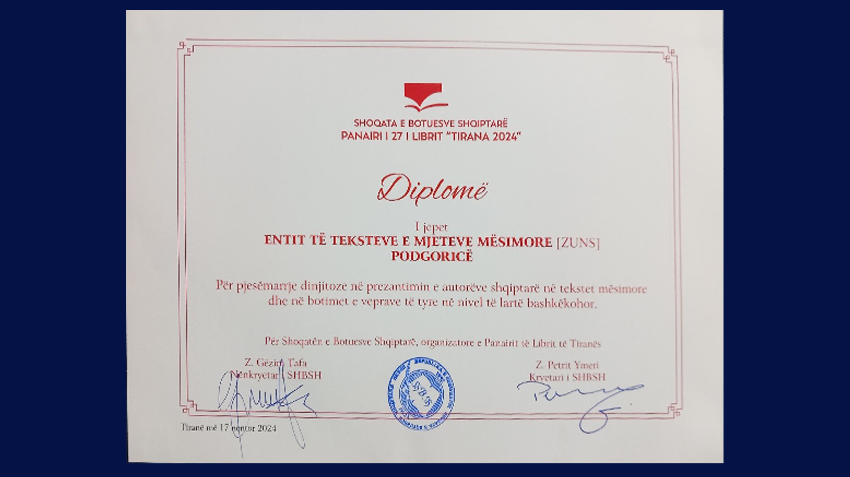 SHOQATA E BOTUESVE SHQIPTARË
PANAIRI I 27 I LIBRIT "TIRANA 2024"
Diplomë
I jepet
ENTIT TË TEKSTEVE E MJETEVE MËSIMORE [ZUNS]
PODGORICË
Për pjesëmarrje dinjitoze në prezantimin e autorëve shqiptarë në tekstet mësimore
dhe në botimet e veprave të tyre në nivel të lartë bashkëkohor.
Për Shoqatën e Botuesve Shqiptarë, organizatore e Panairit të Librit të Tiranës
Z. Gëzim Tafa
Nënkryetar i SHBSH
Z. Petrit Ymeri
Kryetari i SHBSH
Tiranë më 17 nëntor 2024